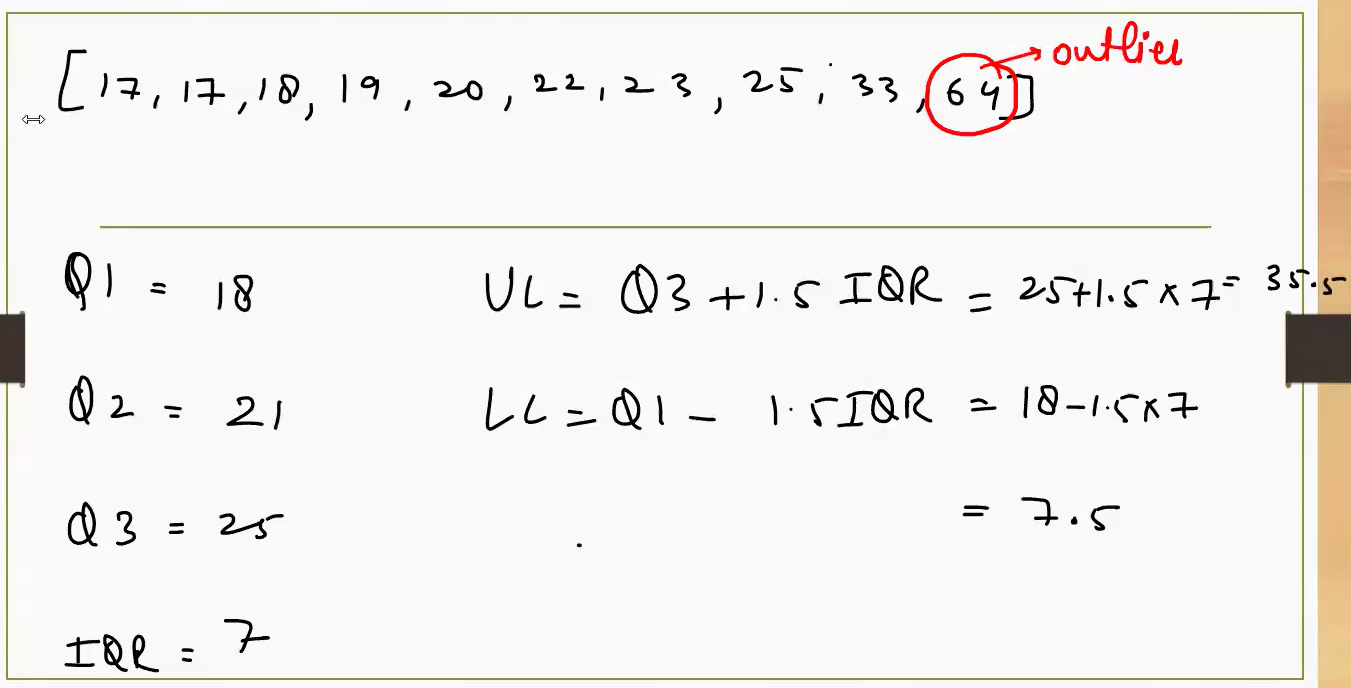 outlier
[17, 17, 18, 19, 20, 22, 23, 25, 33, 64]
Q1 = 18
UL = Q3 + 1.5 IQR = 25+1.5 x 7 = 35.5
Q2 = 21
LL = Q1 - 1.5 IQR = 18-1.5x7
Q3 = 25
= 7.5
IQR = 7